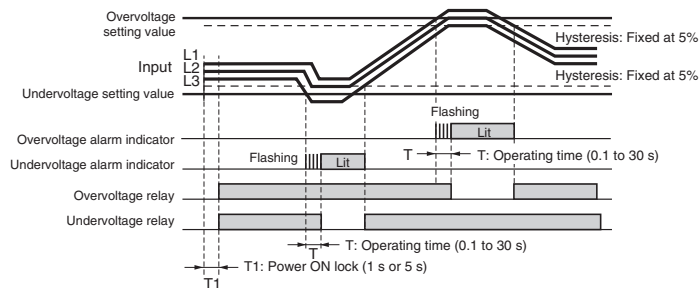 Overvoltage
setting value
Hysteresis: Fixed at 5%
L1
Input
L2
L3
Hysteresis: Fixed at 5%
Undervoltage setting value
Flashing
Overvoltage alarm indicator
Lit
Flashing
T
T: Operating time (0.1 to 30 s)
Undervoltage alarm indicator
Lit
Overvoltage relay
Undervoltage relay
T
T: Operating time (0.1 to 30 s)
T1: Power ON lock (1 s or 5 s)
T1